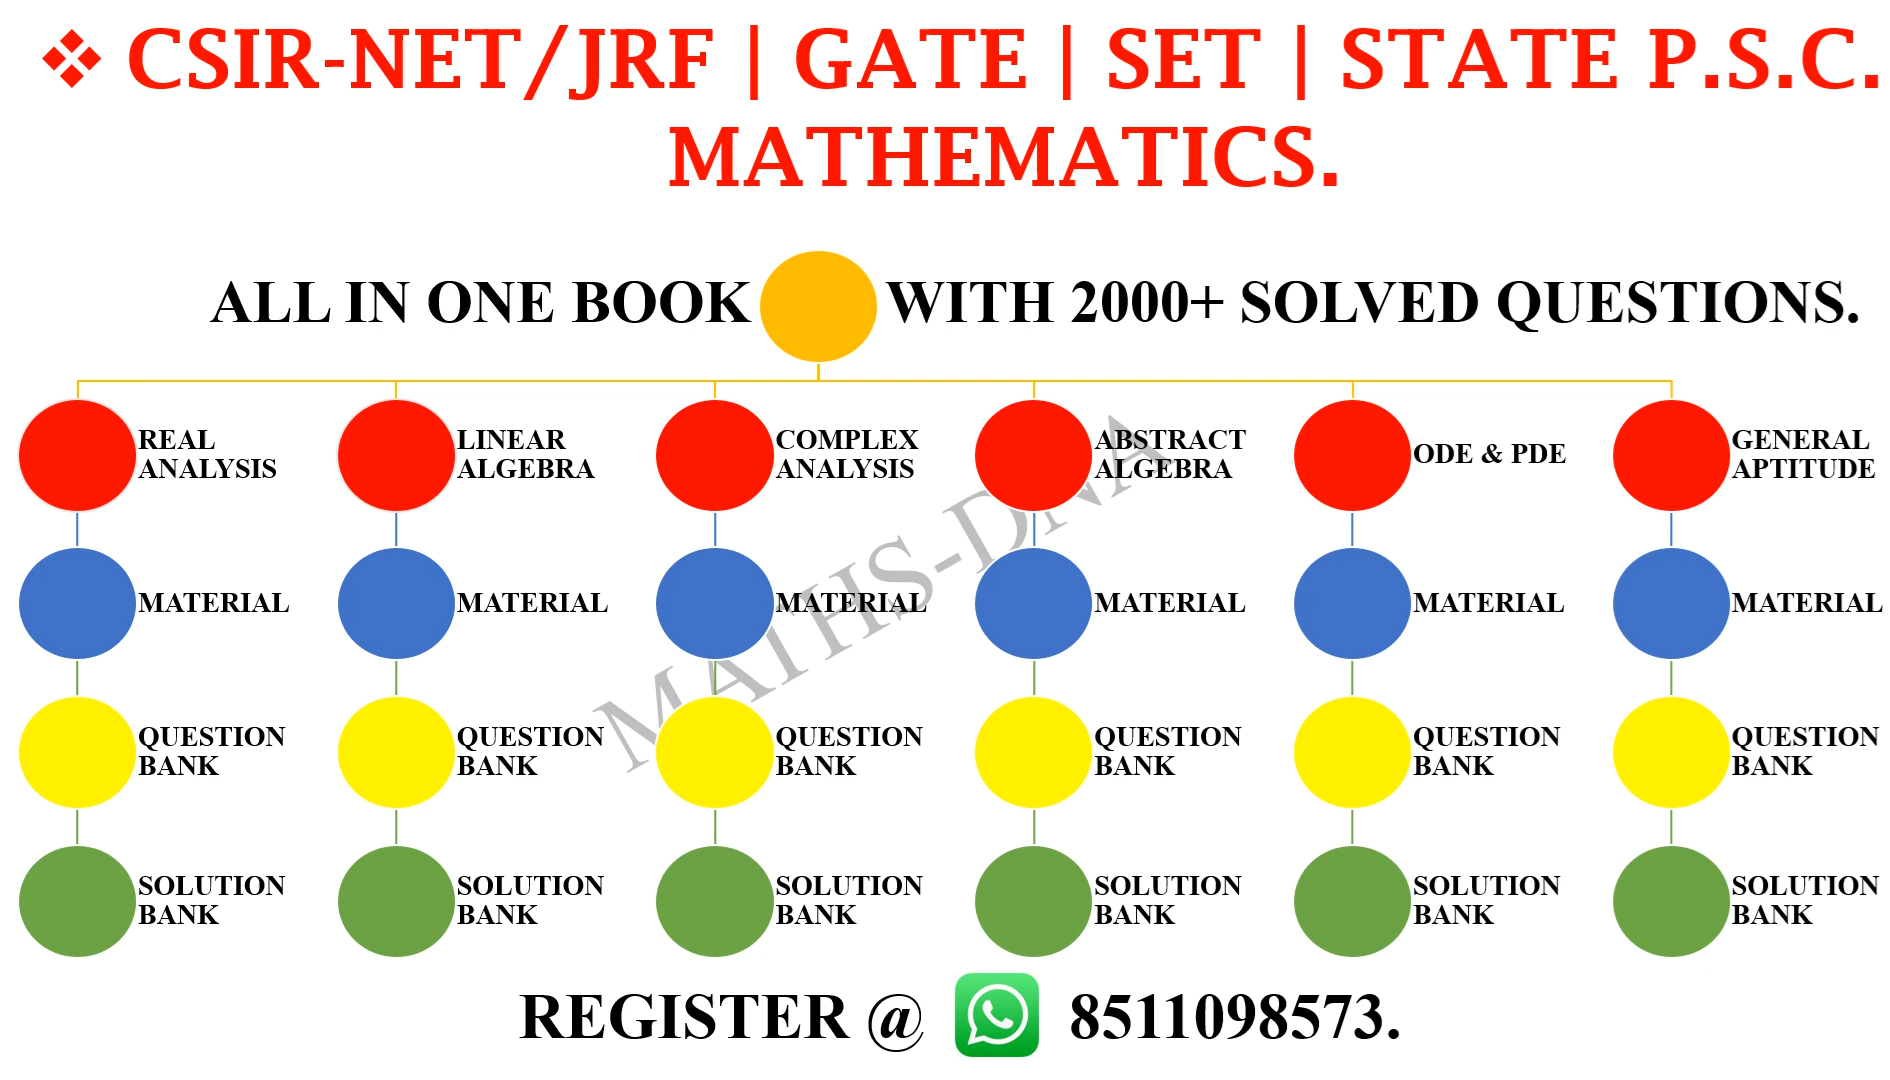 ❖ CSIR-NET/JRF | GATE | SET | STATE P.S.C.
MATHEMATICS.
ALL IN ONE BOOK WITH 2000+ SOLVED QUESTIONS.
REAL
ANALYSIS
LINEAR
ALGEBRA
COMPLEX
ANALYSIS
ABSTRACT
ALGEBRA
ODE & PDE
GENERAL
APTITUDE
MATERIAL
MATERIAL
MATERIAL
MATERIAL
MATERIAL
MATERIAL
MATHS-DNA
QUESTION
BANK
QUESTION
BANK
QUESTION
BANK
QUESTION
BANK
QUESTION
BANK
QUESTION
BANK
SOLUTION
BANK
SOLUTION
BANK
SOLUTION
BANK
SOLUTION
BANK
SOLUTION
BANK
SOLUTION
BANK
REGISTER @ 8511098573.